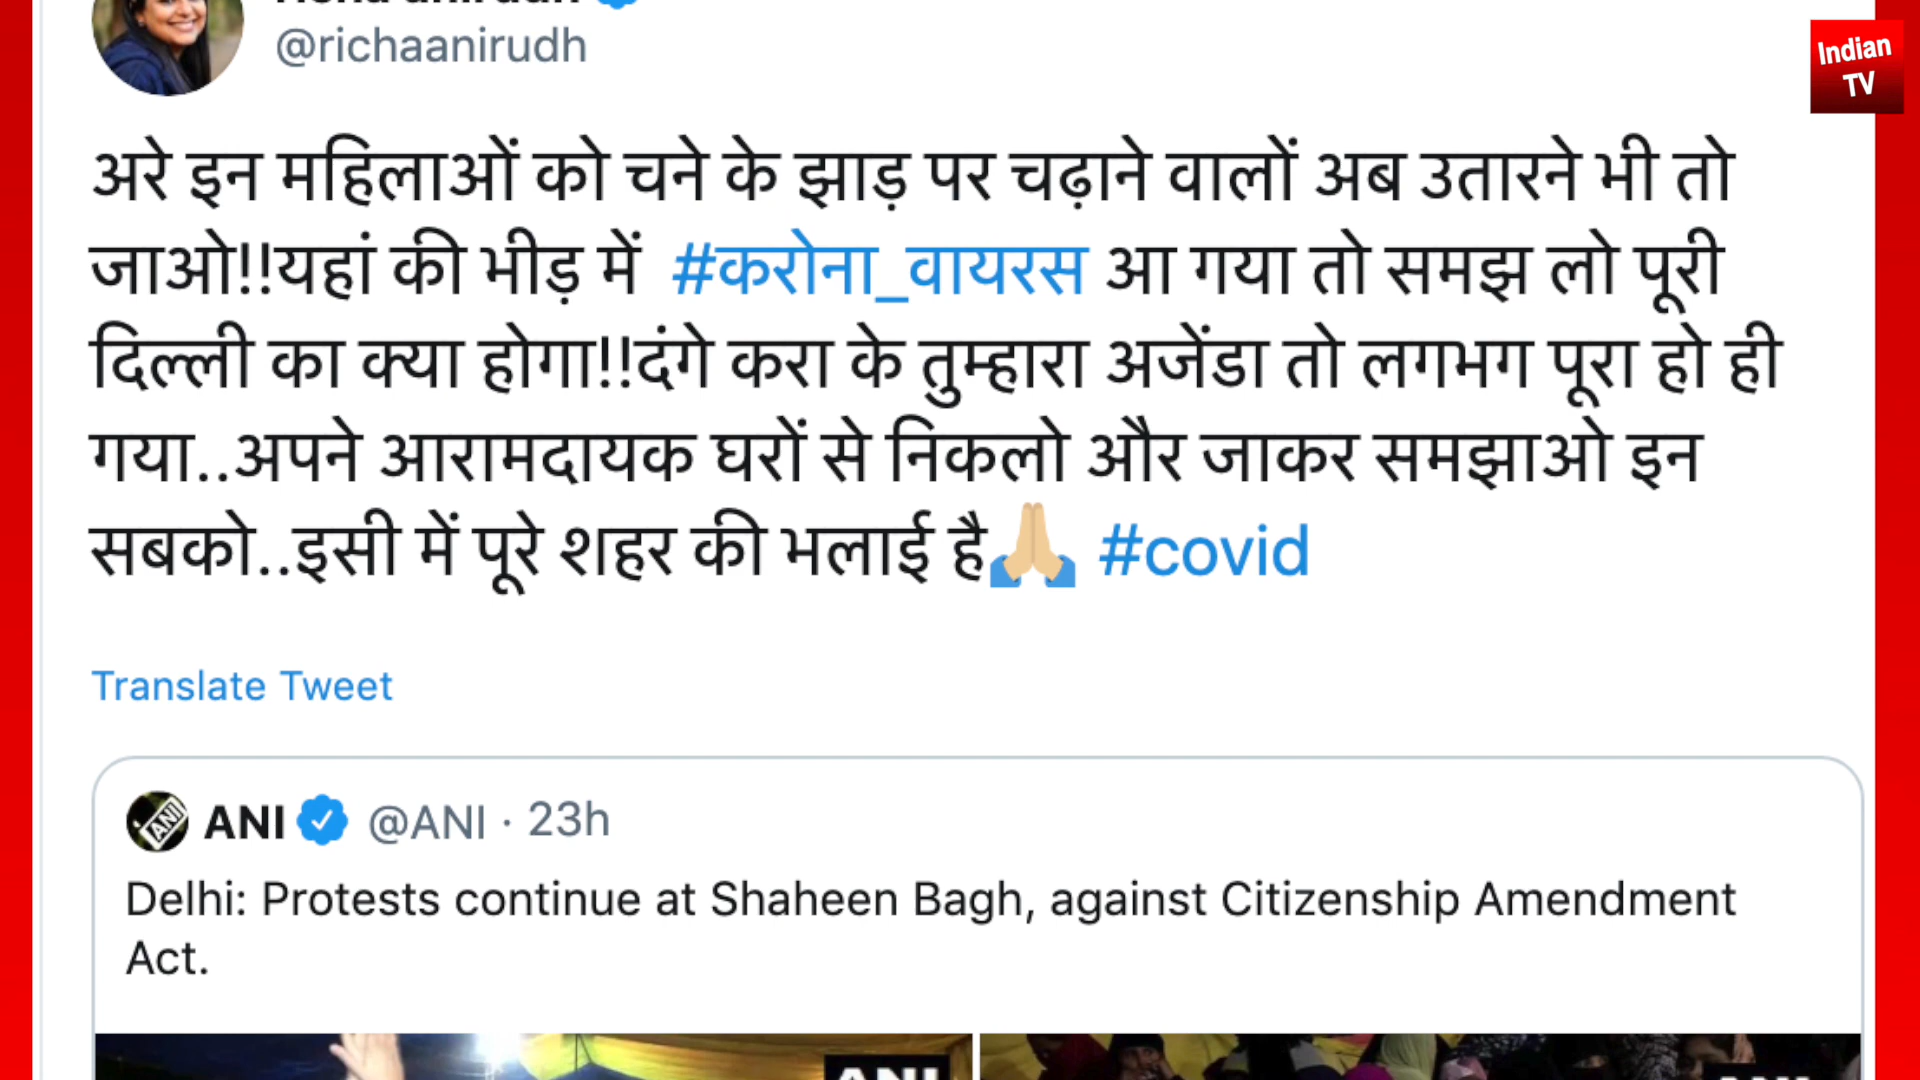 @richaanirudh
Indian
TV
अरे इन महिलाओं को चने के झाड़ पर चढ़ाने वालों अब उतारने भी तो
जाओ!!यहां की भीड़ में #करोना_वायरस आ गया तो समझ लो पूरी
दिल्ली का क्या होगा!!दंगे करा के तुम्हारा अजेंडा तो लगभग पूरा हो ही
गया..अपने आरामदायक घरों से निकलो और जाकर समझाओ इन
सबको..इसी में पूरे शहर की भलाई है🙏🏼 #covid
Translate Tweet
ANI @ANI · 23h
Delhi: Protests continue at Shaheen Bagh, against Citizenship Amendment
Act.
ANI